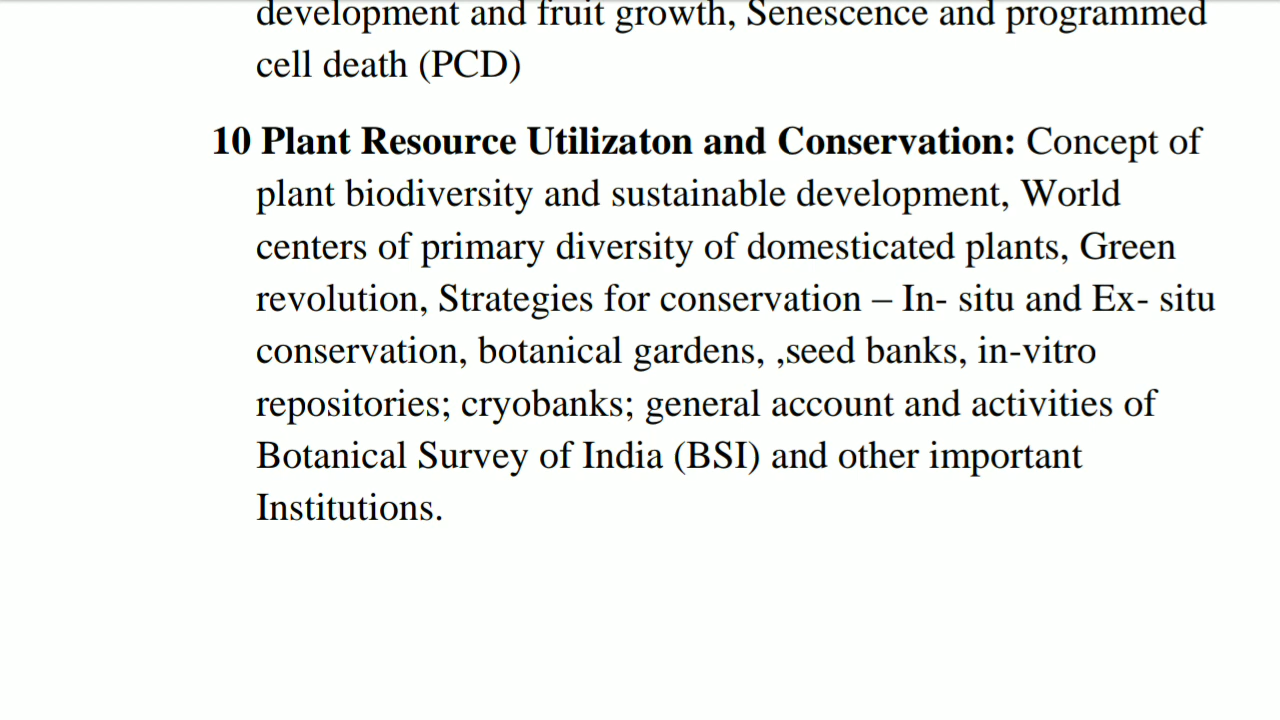 development and fruit growth, Senescence and programmed
cell death (PCD)
10 Plant Resource Utilizaton and Conservation: Concept of
plant biodiversity and sustainable development, World
centers of primary diversity of domesticated plants, Green
revolution, Strategies for conservation – In- situ and Ex- situ
conservation, botanical gardens, ,seed banks, in-vitro
repositories; cryobanks; general account and activities of
Botanical Survey of India (BSI) and other important
Institutions.